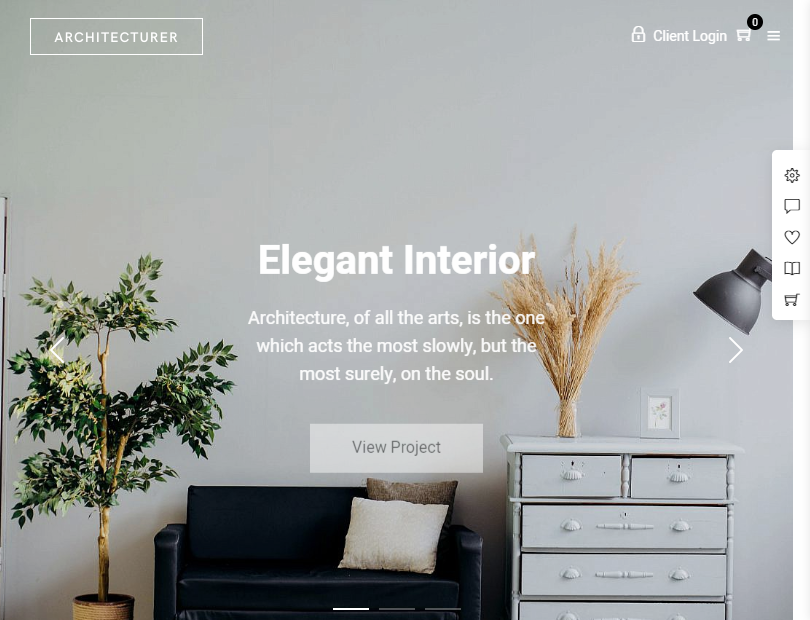 ARCHITECTURER
Client Login
0
Elegant Interior
Architecture, of all the arts, is the one
which acts the most slowly, but the
most surely, on the soul.
View Project